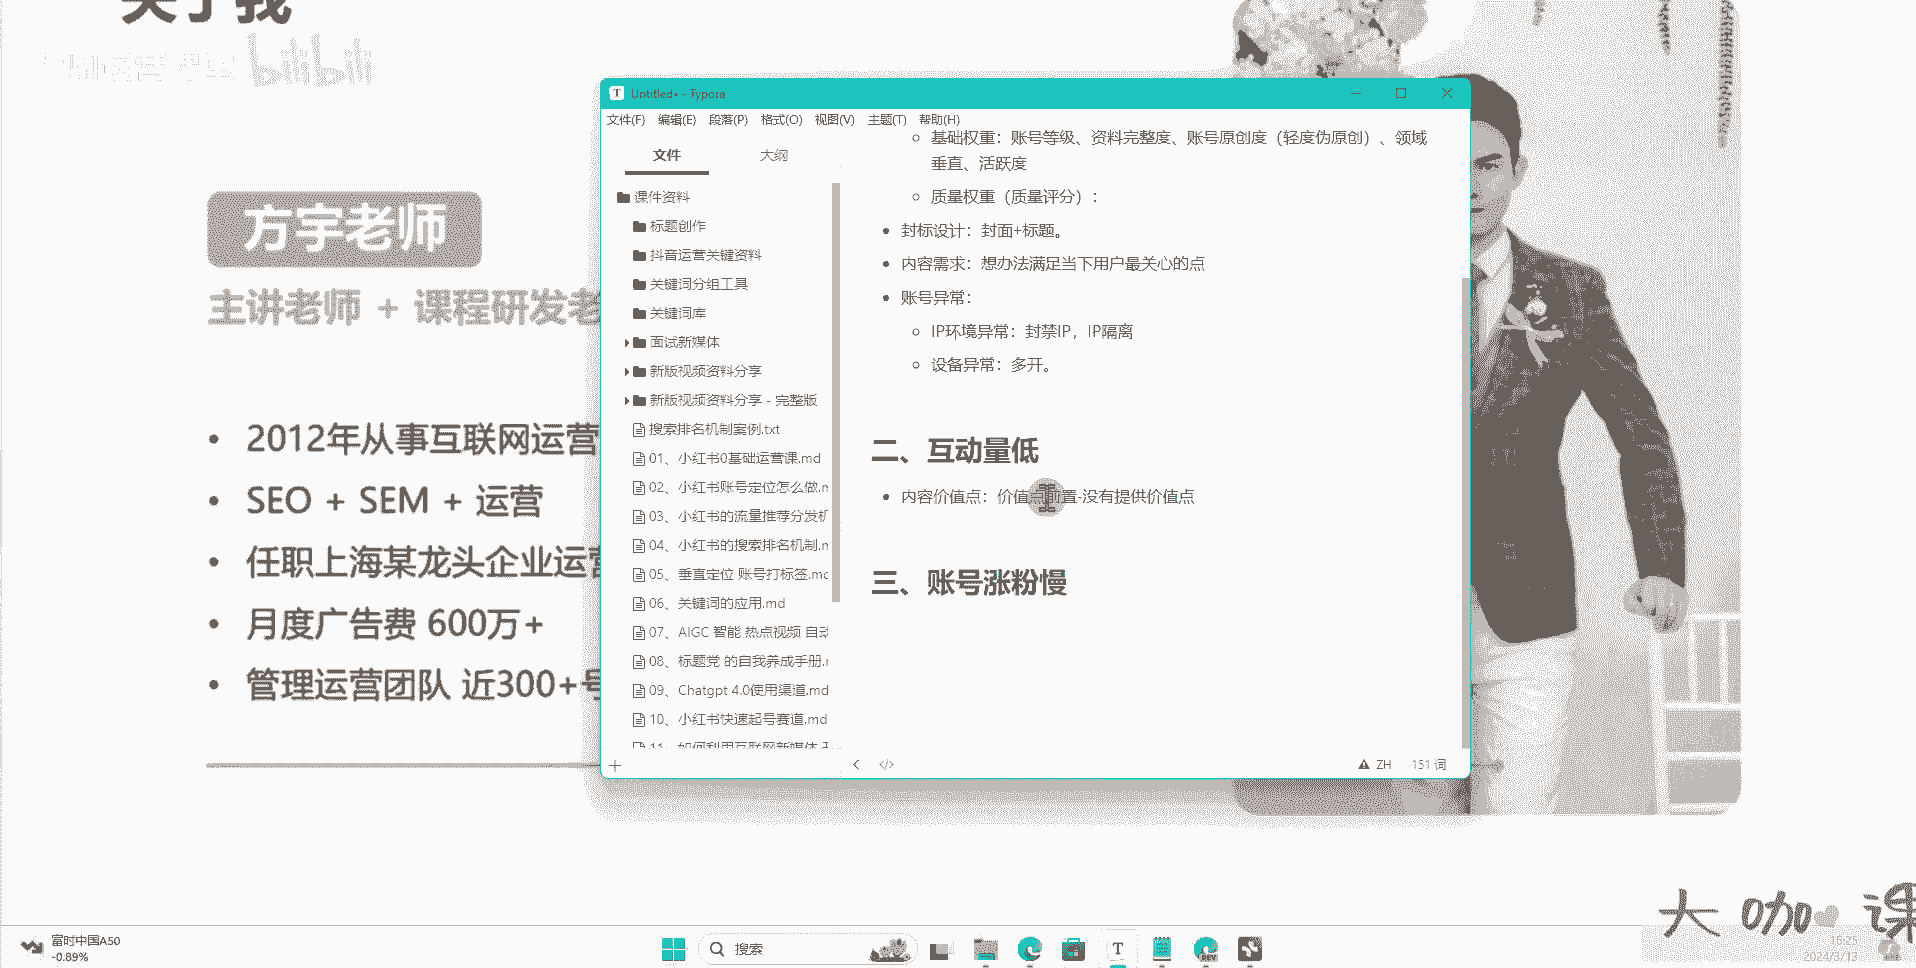 关于我
bilibili
方宇老师
主讲老师 + 课程研发老
2012年从事互联网运营
SEO + SEM + 运营
任职上海某龙头企业运营
月度广告费 600万+
管理运营团队 近300+号
Untitled• - Typora
文件(F) 编辑(E) 段落(P) 格式(O) 视图(V) 主题(T) 帮助(H)
文件 大纲
课件资料
标题创作
抖音运营关键资料
关键词分组工具
关键词库
面试新媒体
新版视频资料分享
新版视频资料分享 - 完整版
搜索排名机制案例.txt
01、小红书0基础运营课.md
02、小红书账号定位怎么做.m
03、小红书的流量推荐分发机
04、小红书的搜索排名机制.m
05、垂直定位 账号打标签.md
06、关键词的应用.md
07、AIGC 智能 热点视频 自动
08、标题党 的自我养成手册.m
09、Chatgpt 4.0使用渠道.md
10、小红书快速起号赛道.md
11、如何利用互联网新媒体
基础权重：账号等级、资料完整度、账号原创度（轻度伪原创）、领域
垂直、活跃度
质量权重（质量评分）：
封标设计：封面+标题。
内容需求：想办法满足当下用户最关心的点
账号异常：
IP环境异常：封禁IP，IP隔离
设备异常：多开。
二、互动量低
内容价值点：价值点前置-没有提供价值点
三、账号涨粉慢
ZH 151 词
大咖课
富时中国A50
-0.89%
搜索
16:25
2024/3/13